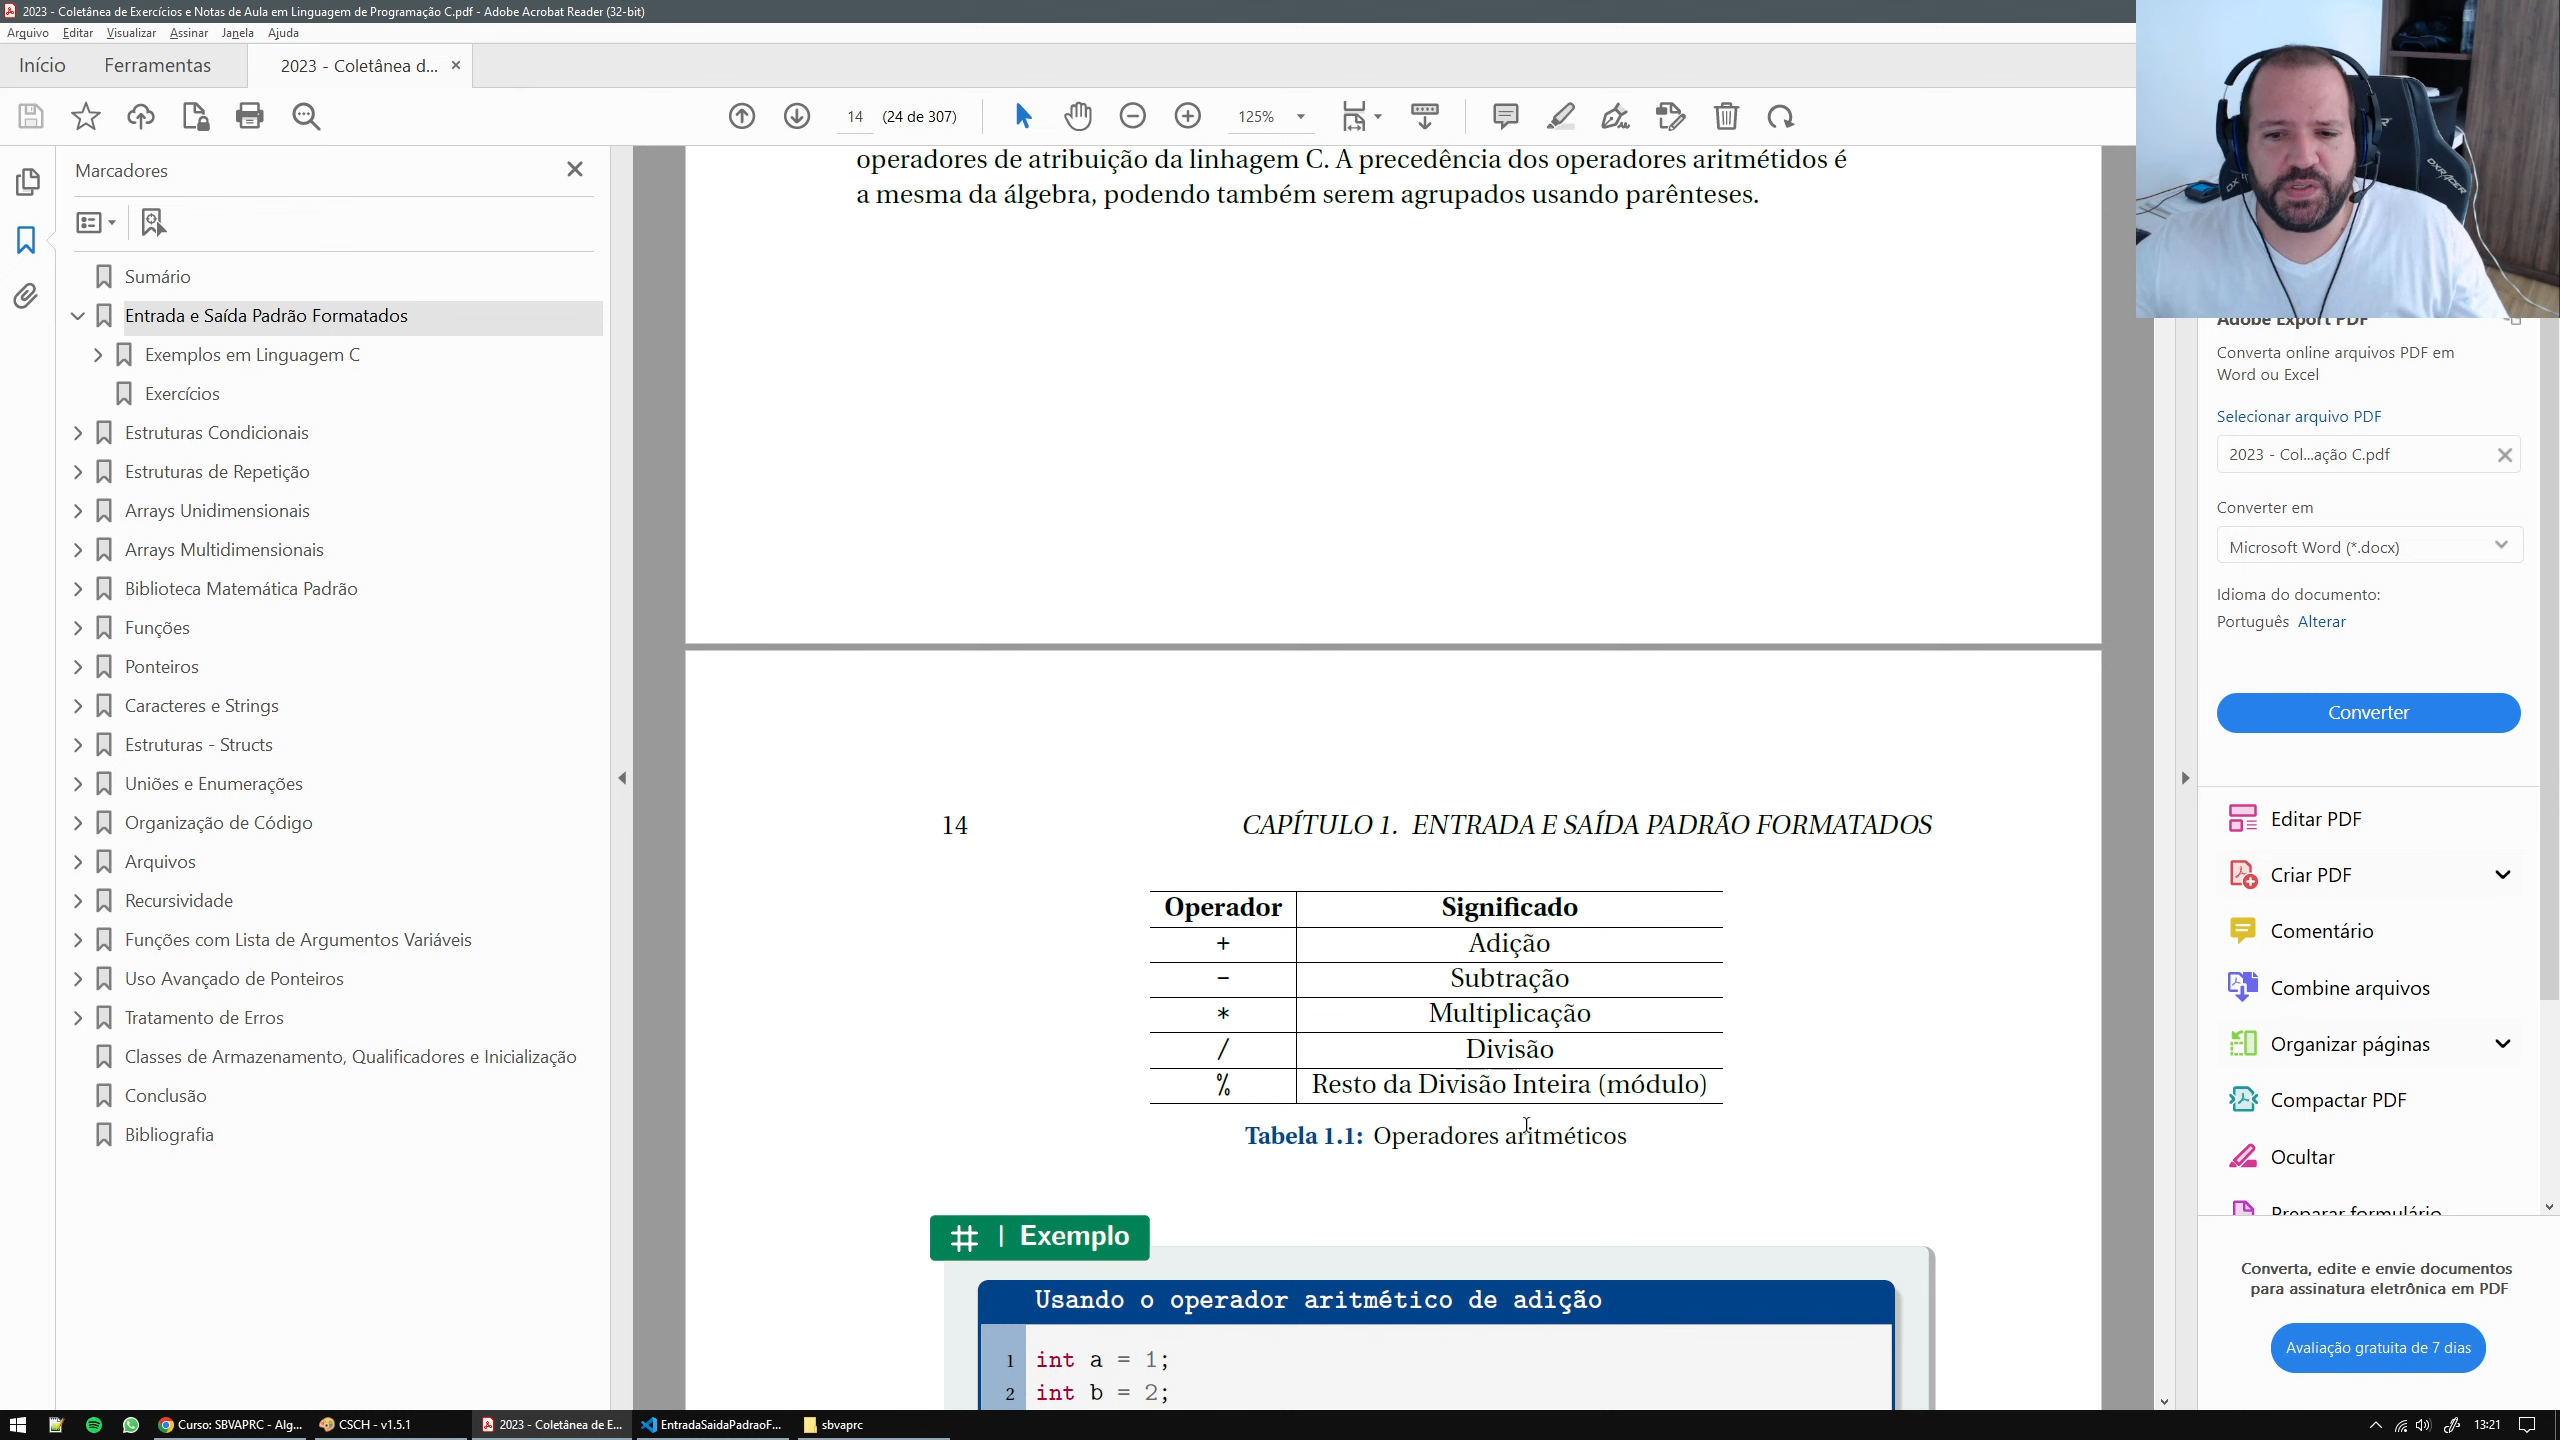 2023 - Coletânea de Exercícios e Notas de Aula em Linguagem de Programação C.pdf - Adobe Acrobat Reader (32-bit)
Arquivo Editar Visualizar Assinar Janela Ajuda
Início Ferramentas 2023 - Coletânea d... ×
14 (24 de 307) 125%
Marcadores
Sumário
Entrada e Saída Padrão Formatados
Exemplos em Linguagem C
Exercícios
Estruturas Condicionais
Estruturas de Repetição
Arrays Unidimensionais
Arrays Multidimensionais
Biblioteca Matemática Padrão
Funções
Ponteiros
Caracteres e Strings
Estruturas - Structs
Uniões e Enumerações
Organização de Código
Arquivos
Recursividade
Funções com Lista de Argumentos Variáveis
Uso Avançado de Ponteiros
Tratamento de Erros
Classes de Armazenamento, Qualificadores e Inicialização
Conclusão
Bibliografia
operadores de atribuição da linhagem C. A precedência dos operadores aritmétidos é
a mesma da álgebra, podendo também serem agrupados usando parênteses.
14 CAPÍTULO 1. ENTRADA E SAÍDA PADRÃO FORMATADOS
Operador Significado
+ Adição
- Subtração
* Multiplicação
/ Divisão
% Resto da Divisão Inteira (módulo)
Tabela 1.1: Operadores aritméticos
# | Exemplo
Usando o operador aritmético de adição
1 int a = 1;
2 int b = 2;
DXRACER
Adobe Export PDF
Converta online arquivos PDF em
Word ou Excel
Selecionar arquivo PDF
2023 - Col...ação C.pdf
Converter em
Microsoft Word (*.docx)
Idioma do documento:
Português Alterar
Converter
Editar PDF
Criar PDF
Comentário
Combine arquivos
Organizar páginas
Compactar PDF
Ocultar
Preparar formulário
Converta, edite e envie documentos
para assinatura eletrônica em PDF
Avaliação gratuita de 7 dias
Curso: SBVAPRC - Alg... CSCH - v1.5.1 2023 - Coletânea de E... EntradaSaidaPadraoF... sbvaprc 13:21